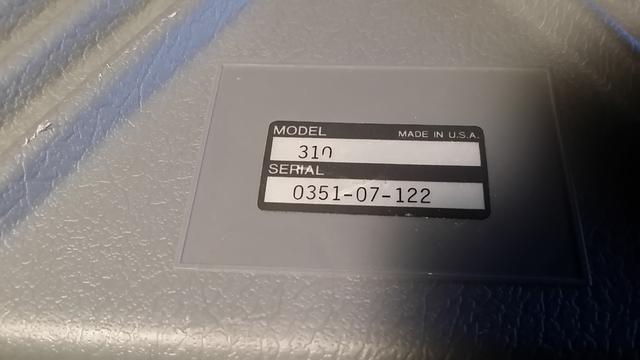 MODEL MADE IN U.S.A.
310
SERIAL
0351-07-122